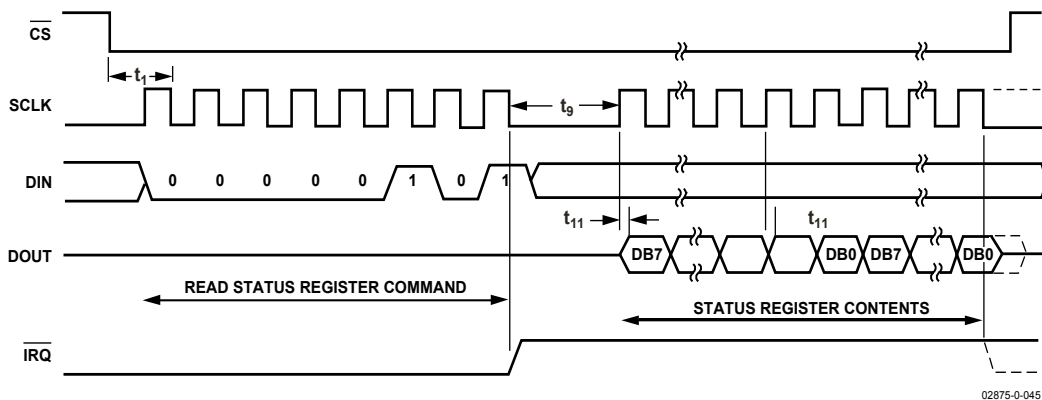 CS
t1
SCLK
t9
DIN
0 0 0 0 0 1 0 1
t11
t11
DOUT
DB7
DB0
DB7
DB0
READ STATUS REGISTER COMMAND
STATUS REGISTER CONTENTS
IRQ
02875-0-045